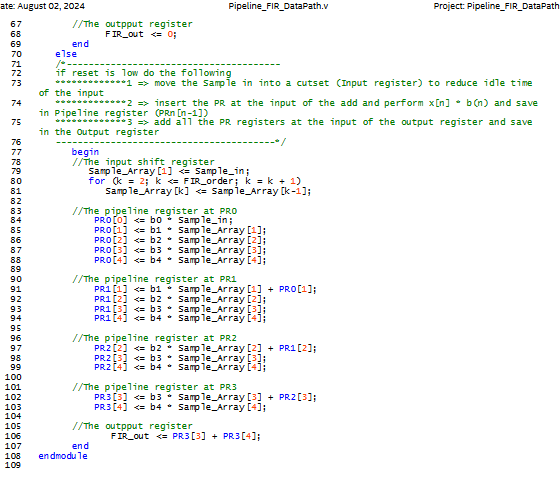 ate: August 02, 2024 Pipeline_FIR_DataPath.v Project: Pipeline_FIR_DataPath
67 //The outpput register
68 FIR_out <= 0;
69 end
70 else
71 /*---------------------------------------
72 if reset is low do the following
73 *************1 => move the Sample in into a cutset (Input register) to reduce idle time
of the input
74 *************2 => insert the PR at the input of the add and perform x[n] * b(n) and save
in Pipeline register (PRn[n-1])
75 *************3 => add all the PR registers at the input of the output register and save
in the Output register
76 ----------------------------------------*/
77 begin
78 //The input shift register
79 Sample_Array[1] <= Sample_in;
80 for (k = 2; k <= FIR_order; k = k + 1)
81 Sample_Array[k] <= Sample_Array[k-1];
82
83 //The pipeline register at PR0
84 PR0[0] <= b0 * Sample_in;
85 PR0[1] <= b1 * Sample_Array[1];
86 PR0[2] <= b2 * Sample_Array[2];
87 PR0[3] <= b3 * Sample_Array[3];
88 PR0[4] <= b4 * Sample_Array[4];
89
90 //The pipeline register at PR1
91 PR1[1] <= b1 * Sample_Array[1] + PR0[1];
92 PR1[2] <= b2 * Sample_Array[2];
93 PR1[3] <= b3 * Sample_Array[3];
94 PR1[4] <= b4 * Sample_Array[4];
95
96 //The pipeline register at PR2
97 PR2[2] <= b2 * Sample_Array[2] + PR1[2];
98 PR2[3] <= b3 * Sample_Array[3];
99 PR2[4] <= b4 * Sample_Array[4];
100
101 //The pipeline register at PR3
102 PR3[3] <= b3 * Sample_Array[3] + PR2[3];
103 PR3[4] <= b4 * Sample_Array[4];
104
105 //The outpput register
106 FIR_out <= PR3[3] + PR3[4];
107 end
108 endmodule
109